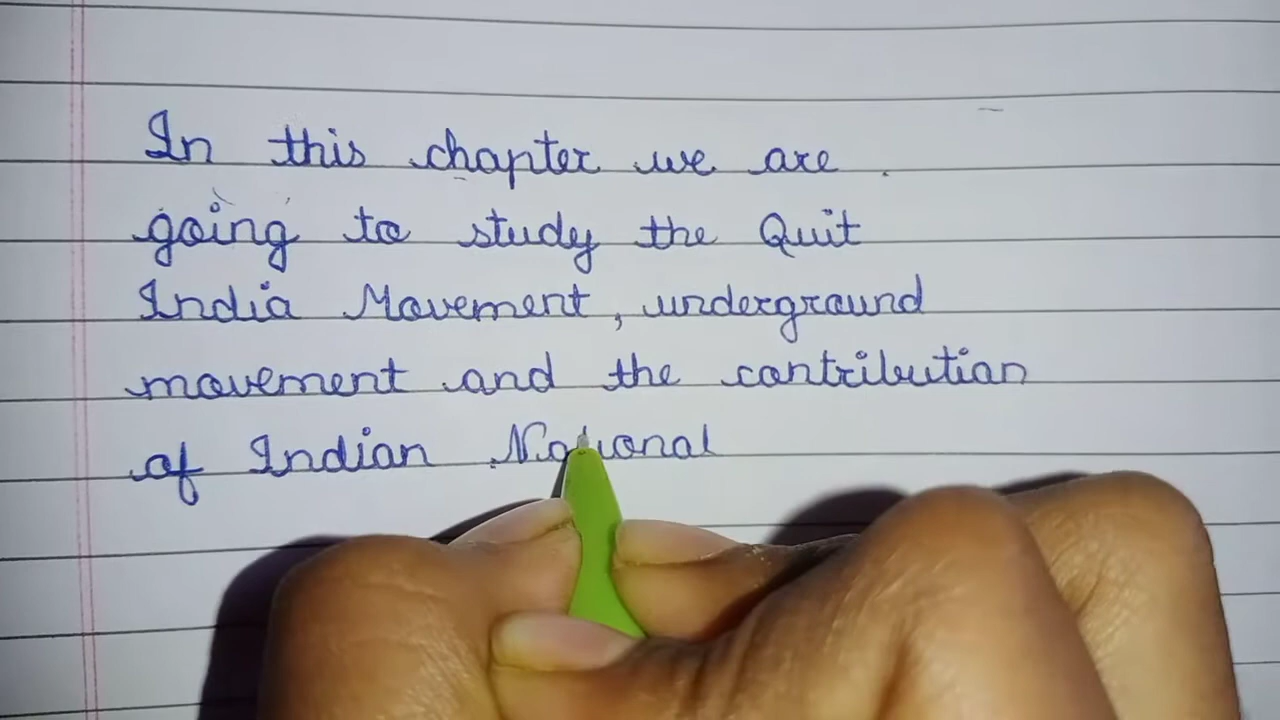 In this chapter we are
going to study the Quit
India Movement, underground
movement and the contribution
of Indian National